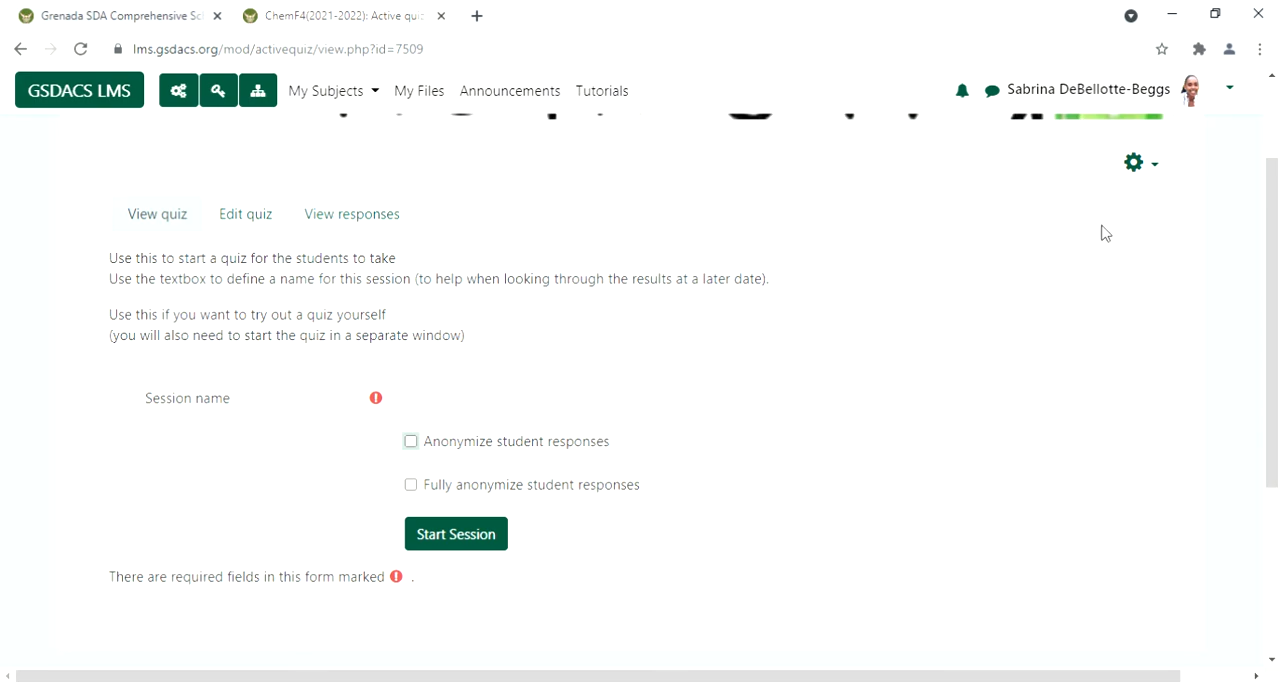 Grenada SDA Comprehensive Sc
ChemF4(2021-2022): Active qui
lms.gsdacs.org/mod/activequiz/view.php?id=7509
GSDACS LMS My Subjects My Files Announcements Tutorials Sabrina DeBellotte-Beggs
View quiz Edit quiz View responses
Use this to start a quiz for the students to take
Use the textbox to define a name for this session (to help when looking through the results at a later date).
Use this if you want to try out a quiz yourself
(you will also need to start the quiz in a separate window)
Session name
Anonymize student responses
Fully anonymize student responses
Start Session
There are required fields in this form marked .